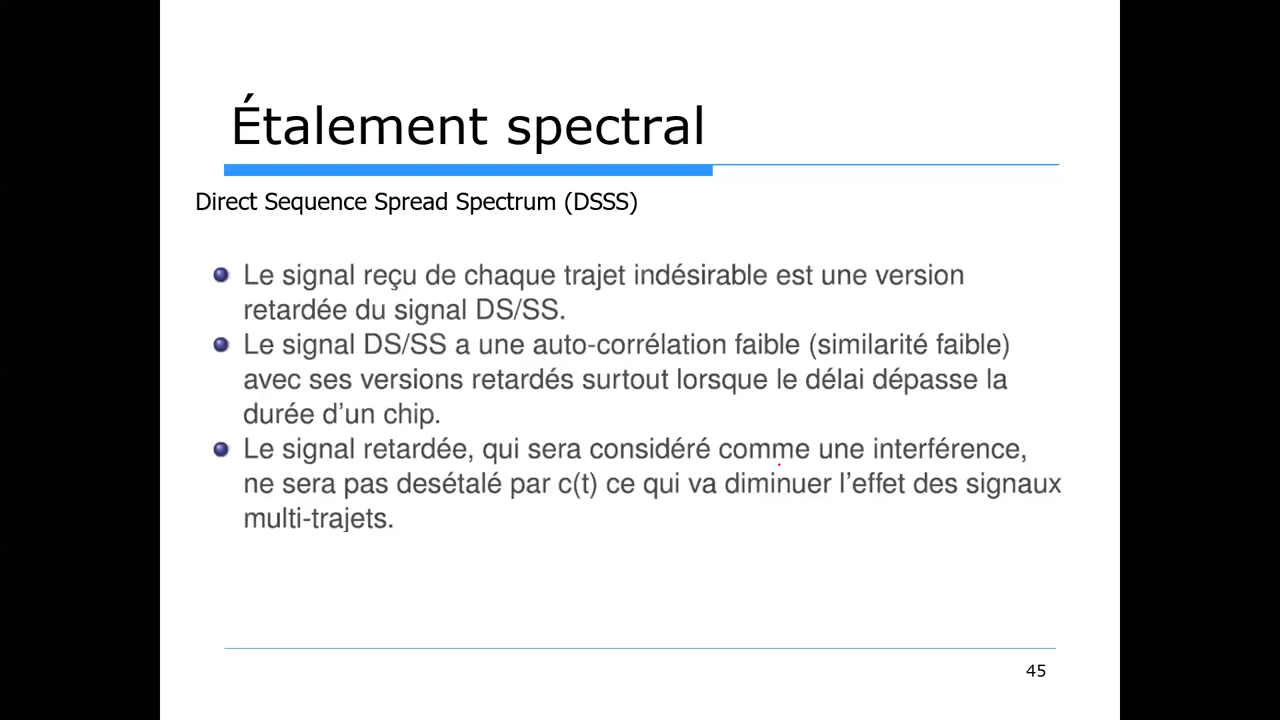 Étalement spectral
Direct Sequence Spread Spectrum (DSSS)
Le signal reçu de chaque trajet indésirable est une version
retardée du signal DS/SS.
Le signal DS/SS a une auto-corrélation faible (similarité faible)
avec ses versions retardés surtout lorsque le délai dépasse la
durée d'un chip.
Le signal retardée, qui sera considéré comme une interférence,
ne sera pas desétalé par c(t) ce qui va diminuer l'effet des signaux
multi-trajets.
45